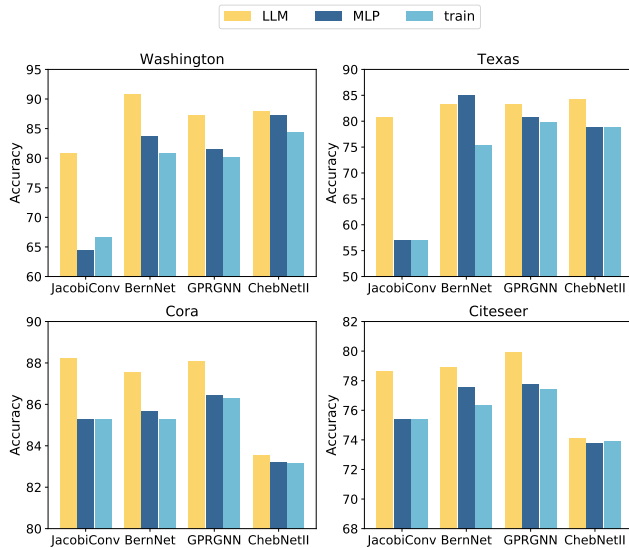 LLM MLP train
Washington Texas
95 90
90 85
85 80
80 75
75 70
70 65
65 60
60 55
50
Accuracy Accuracy
JacobiConv BernNet GPRGNN ChebNetII JacobiConv BernNet GPRGNN ChebNetII
Cora Citeseer
90 82
88 80
86 78
84 76
82 74
80 72
70
68
Accuracy Accuracy
JacobiConv BernNet GPRGNN ChebNetII JacobiConv BernNet GPRGNN ChebNetII